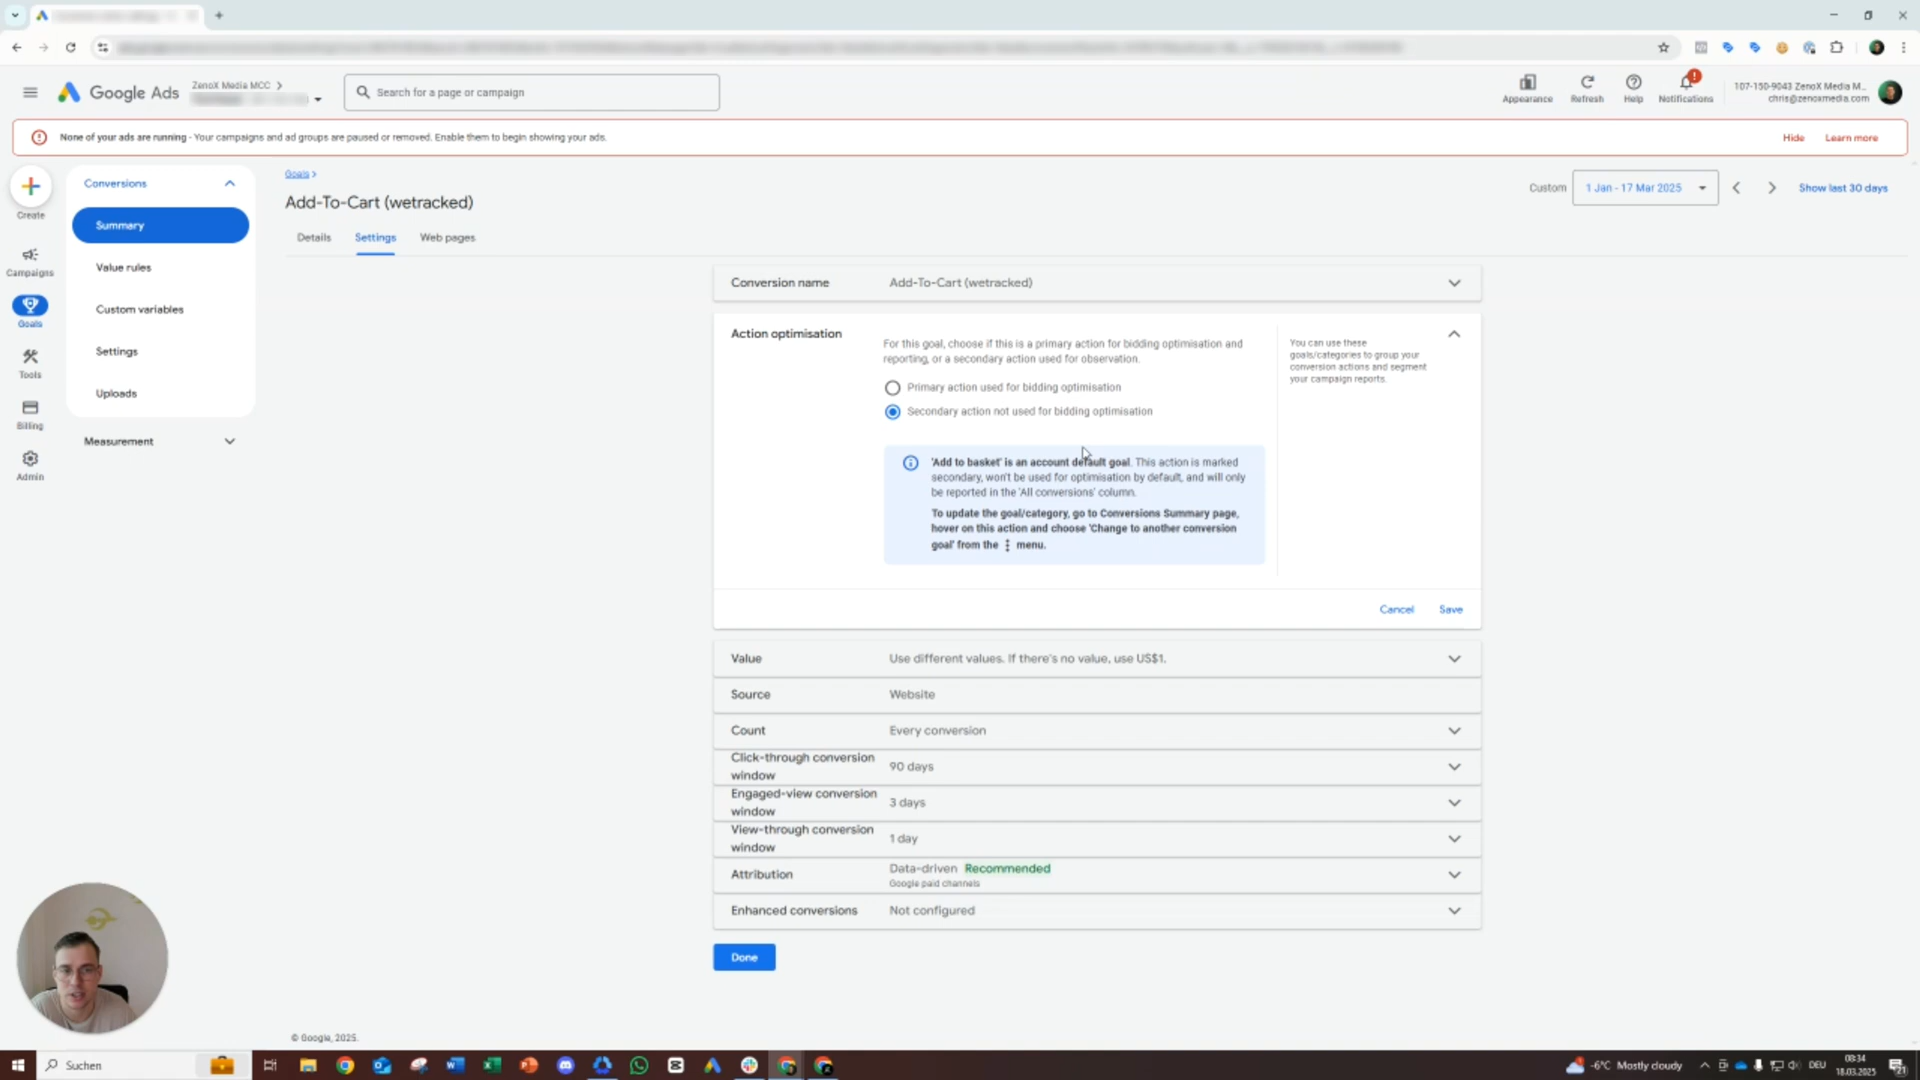 Google Ads
ZenoX Media MCC
Search for a page or campaign
Appearance
Refresh
Help
Notifications
107-150-9043 ZenoX Media M...
chris@zenoxmedia.com
None of your ads are running - Your campaigns and ad groups are paused or removed. Enable them to begin showing your ads.
Hide
Learn more
Create
Campaigns
Goals
Tools
Billing
Admin
Conversions
Summary
Value rules
Custom variables
Settings
Uploads
Measurement
Goals
Add-To-Cart (wetracked)
Custom
1 Jan - 17 Mar 2025
Show last 30 days
Details
Settings
Web pages
Conversion name
Add-To-Cart (wetracked)
Action optimisation
For this goal, choose if this is a primary action for bidding optimisation and
reporting, or a secondary action used for observation.
Primary action used for bidding optimisation
Secondary action not used for bidding optimisation
'Add to basket' is an account default goal. This action is marked
secondary, won't be used for optimisation by default, and will only
be reported in the 'All conversions' column.
To update the goal/category, go to Conversions Summary page,
hover on this action and choose 'Change to another conversion
goal' from the ⋮ menu.
You can use these
goals/categories to group your
conversion actions and segment
your campaign reports.
Cancel
Save
Value
Use different values. If there's no value, use US$1.
Source
Website
Count
Every conversion
Click-through conversion
window
90 days
Engaged-view conversion
window
3 days
View-through conversion
window
1 day
Attribution
Data-driven Recommended
Google paid channels
Enhanced conversions
Not configured
Done
© Google, 2025.
Suchen
-6°C Mostly cloudy
DEU
08:34
18.03.2025
21